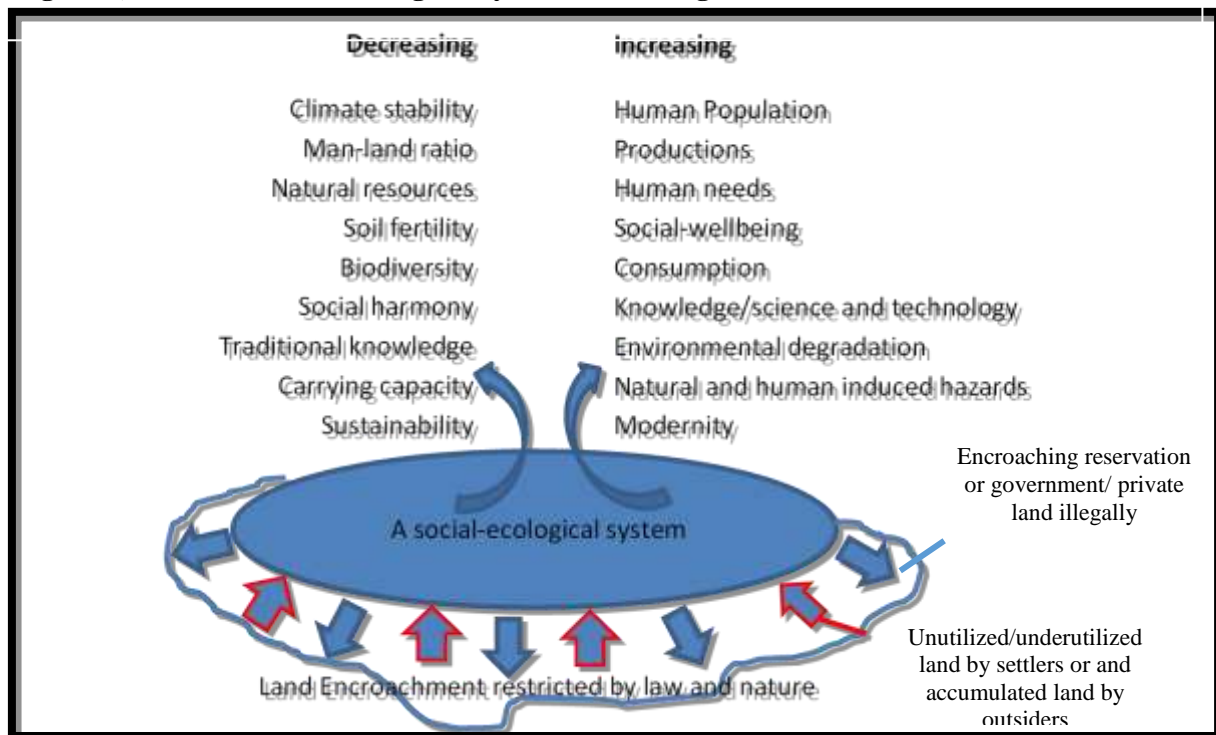 Decreasing
Climate stability
Man-land ratio
Natural resources
Soil fertility
Biodiversity
Social harmony
Traditional knowledge
Carrying capacity
Sustainability
increasing
Human Population
Productions
Human needs
Social-wellbeing
Consumption
Knowledge/science and technology
Environmental degradation
Natural and human induced hazards
Modernity
A social-ecological system
Land Encroachment restricted by law and nature
Encroaching reservation
or government/ private
land illegally
Unutilized/underutilized
land by settlers or and
accumulated land by
outsiders